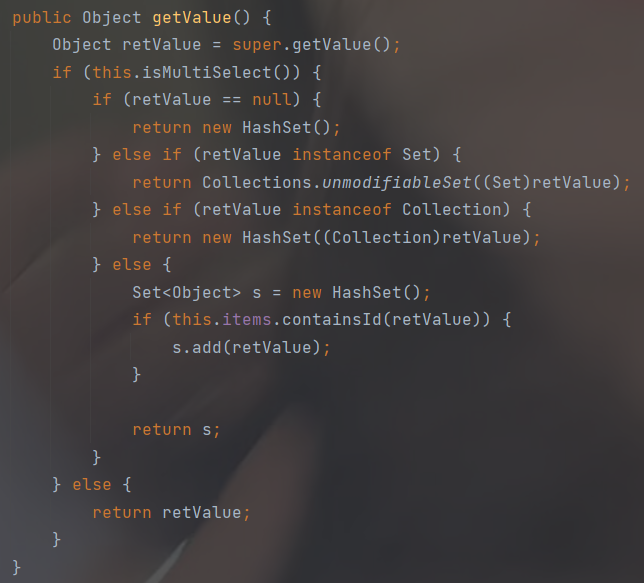 public Object getValue() {
    Object retValue = super.getValue();
    if (this.isMultiSelect()) {
        if (retValue == null) {
            return new HashSet();
        } else if (retValue instanceof Set) {
            return Collections.unmodifiableSet((Set)retValue);
        } else if (retValue instanceof Collection) {
            return new HashSet((Collection)retValue);
        } else {
            Set<Object> s = new HashSet();
            if (this.items.containsId(retValue)) {
                s.add(retValue);
            }

            return s;
        }
    } else {
        return retValue;
    }
}